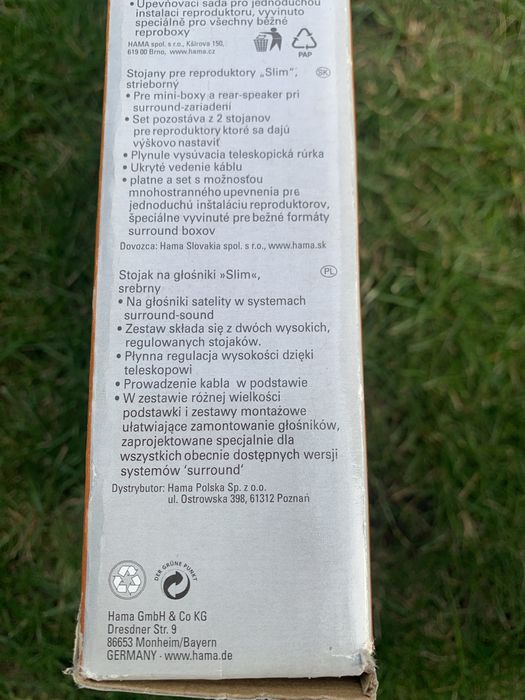 • Upevňovací sada pro jednoduchou
instalaci reproduktoru, vyvinuto
speciálně pro všechny běžné
reproboxy
HAMA spol. s r.o., Kšírova 150,
619 00 Brno, www.hama.cz
PAP
Stojany pre reproduktory „Slim“, SK
strieborný
• Pre mini-boxy a rear-speaker pri
surround-zariadení
• Set pozostáva z 2 stojanov
pre reproduktory ktoré sa dajú
výškovo nastaviť
• Plynule vysúvacia teleskopická rúrka
• Ukryté vedenie káblu
• platne a set s možnosťou
mnohostranného upevnenia pre
jednoduchú inštaláciu reproduktorov,
špeciálne vyvinuté pre bežné formáty
surround boxov
Dovozca: Hama Slovakia spol. s r.o., www.hama.sk
Stojak na głośniki »Slim«, PL
srebrny
• Na głośniki satelity w systemach
surround-sound
• Zestaw składa się z dwóch wysokich,
regulowanych stojaków.
• Płynna regulacja wysokości dzięki
teleskopowi
• Prowadzenie kabla w podstawie
• W zestawie różnej wielkości
podstawki i zestawy montażowe
ułatwiające zamontowanie głośników,
zaprojektowane specjalnie dla
wszystkich obecnie dostępnych wersji
systemów ‘surround’
Dystrybutor: Hama Polska Sp. z o.o.
ul. Ostrowska 398, 61312 Poznań
DER GRÜNE PUNKT
Hama GmbH & Co KG
Dresdner Str. 9
86653 Monheim/Bayern
GERMANY · www.hama.de